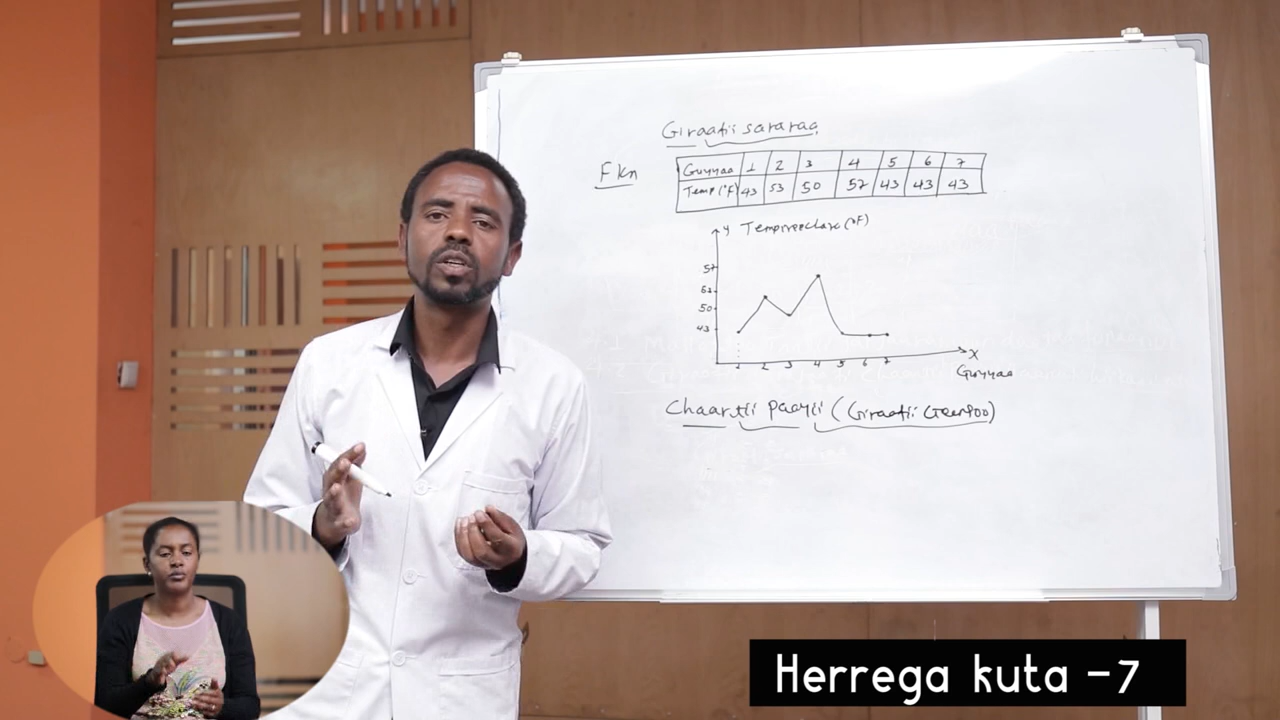 Giraafii sararaa
Fkn
Guyyaa 1 2 3 4 5 6 7
Temp (°F) 43 53 50 57 43 43 43
y Tempireechara (°F)
57
53
50
43
1 2 3 4 5 6 7
X
Guyyaa
Chaartii paayii (Giraafii Geengoo)
Herrega kuta -7